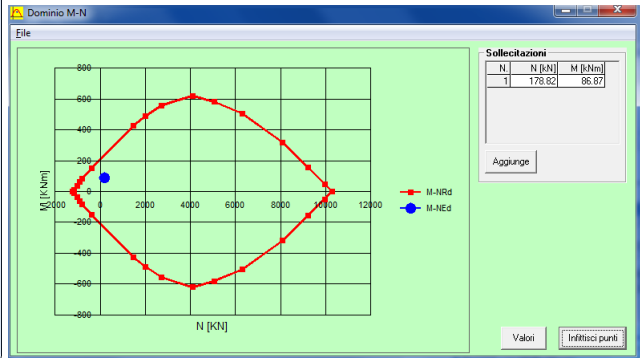 Dominio M-N
File
800
600
400
200
0
-200
-400
-600
-800
M [KNm]
2000
0
2000
4000
6000
8000
10000
12000
N [KN]
M-NRd
M-NEd
Sollecitazioni
N. N [kN] M [kNm]
1 178.82 86.87
Aggiunge
Valori
Infittisci punti